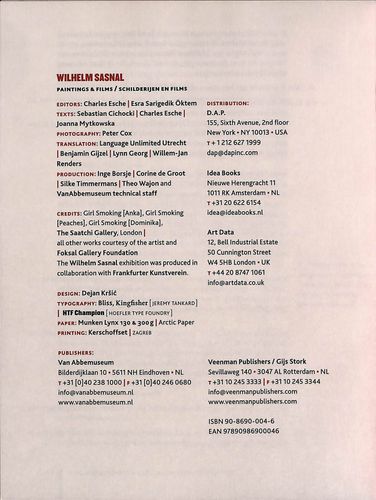 WILHELM SASNAL
PAINTINGS & FILMS / SCHILDERIJEN EN FILMS
EDITORS: Charles Esche | Esra Sarigedik Öktem
TEXTS: Sebastian Cichocki | Charles Esche |
Joanna Mytkowska
PHOTOGRAPHY: Peter Cox
TRANSLATION: Language Unlimited Utrecht
| Benjamin Gijzel | Lynn Georg | Willem-Jan
Renders
PRODUCTION: Inge Borsje | Corine de Groot
| Silke Timmermans | Theo Wajon and
VanAbbemuseum technical staff
CREDITS: Girl Smoking [Anka], Girl Smoking
[Peaches], Girl Smoking [Dominika],
The Saatchi Gallery, London |
all other works courtesy of the artist and
Foksal Gallery Foundation
The Wilhelm Sasnal exhibition was produced in
collaboration with Frankfurter Kunstverein.
DESIGN: Dejan Kršić
TYPOGRAPHY: Bliss, Kingfisher [JEREMY TANKARD]
| HTF Champion [HOEFLER TYPE FOUNDRY]
PAPER: Munken Lynx 130 & 300 g | Arctic Paper
PRINTING: Kerschoffset | ZAGREB
DISTRIBUTION:
D.A.P.
155, Sixth Avenue, 2nd floor
New York • NY 10013 • USA
T +1 212 627 1999
dap@dapinc.com
Idea Books
Nieuwe Herengracht 11
1011 RK Amsterdam • NL
T +31 20 622 6154
idea@ideabooks.nl
Art Data
12, Bell Industrial Estate
50 Cunnington Street
W4 5HB London • UK
T +44 20 8747 1061
info@artdata.co.uk
PUBLISHERS:
Van Abbemuseum
Bilderdijklaan 10 • 5611 NH Eindhoven • NL
T +31 [0]40 238 1000 | F +31 [0]40 246 0680
info@vanabbemuseum.nl
www.vanabbemuseum.nl
Veenman Publishers / Gijs Stork
Sevillaweg 140 • 3047 AL Rotterdam • NL
T +31 10 245 3333 | F +31 10 245 3344
info@veenmanpublishers.com
www.veenmanpublishers.com
ISBN 90-8690-004-6
EAN 97890986900046